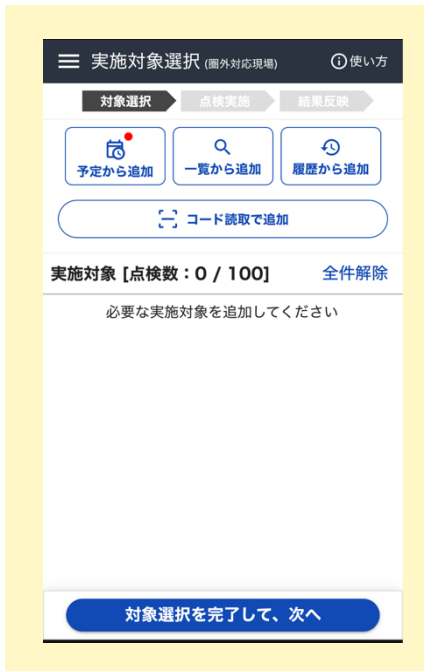 実施対象選択 (圏外対応現場) 使い方
対象選択 点検実施 結果反映
予定から追加 一覧から追加 履歴から追加
コード読取で追加
実施対象 [点検数：0 / 100] 全件解除
必要な実施対象を追加してください
対象選択を完了して、次へ